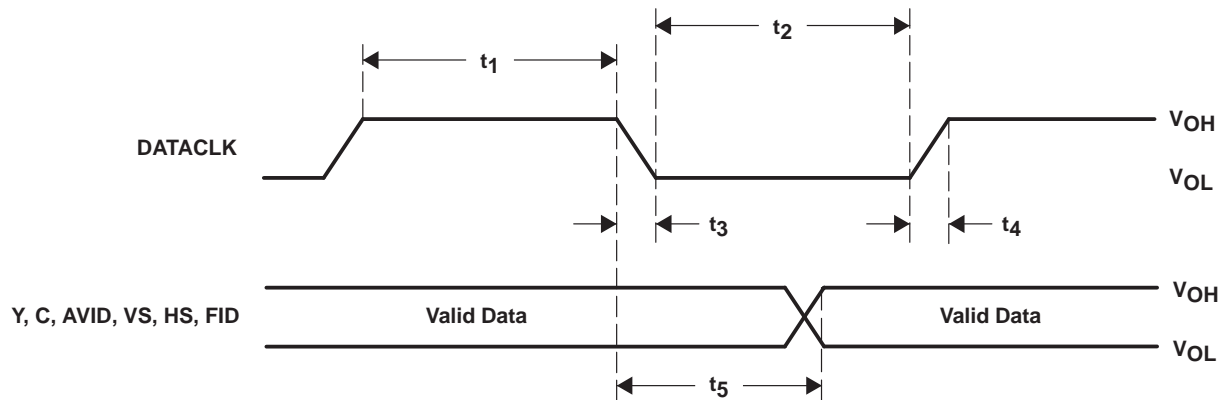 t2
t1
DATACLK
VOH
VOL
t3
t4
Y, C, AVID, VS, HS, FID
Valid Data
Valid Data
VOH
VOL
t5